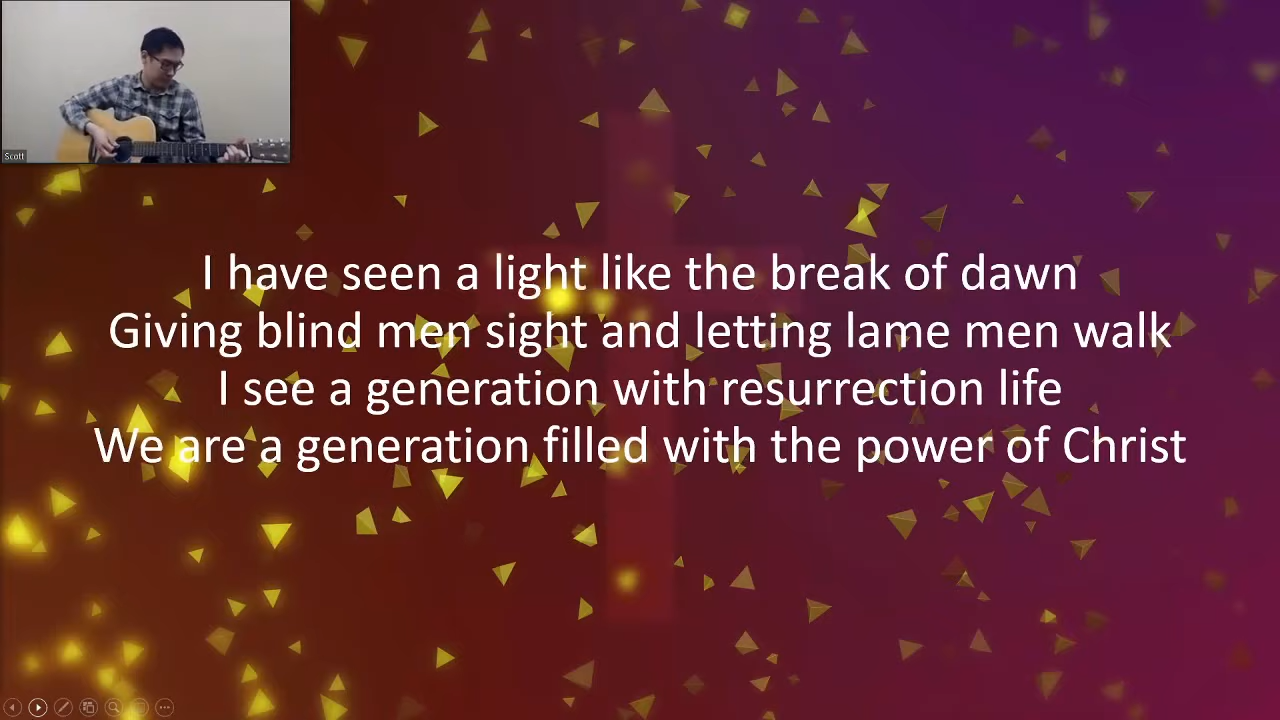 Scott
I have seen a light like the break of dawn
Giving blind men sight and letting lame men walk
I see a generation with resurrection life
We are a generation filled with the power of Christ